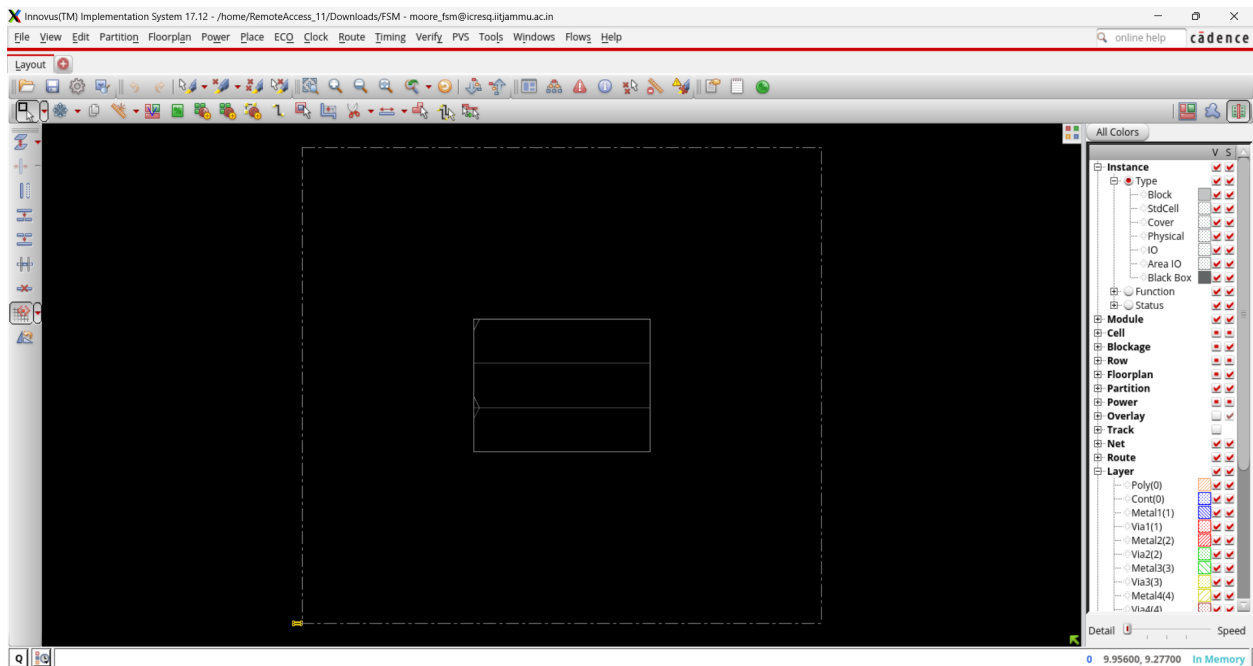 Innovus(TM) Implementation System 17.12 - /home/RemoteAccess_11/Downloads/FSM - moore_fsm@icresq.iitjammu.ac.in
File View Edit Partition Floorplan Power Place ECO Clock Route Timing Verify PVS Tools Windows Flows Help
online help cādence
Layout
All Colors
V S
Instance
Type
Block
StdCell
Cover
Physical
IO
Area IO
Black Box
Function
Status
Module
Cell
Blockage
Row
Floorplan
Partition
Power
Overlay
Track
Net
Route
Layer
Poly(0)
Cont(0)
Metal1(1)
Via1(1)
Metal2(2)
Via2(2)
Metal3(3)
Via3(3)
Metal4(4)
Via4(4)
Detail Speed
Q 0 9.95600, 9.27700 In Memory